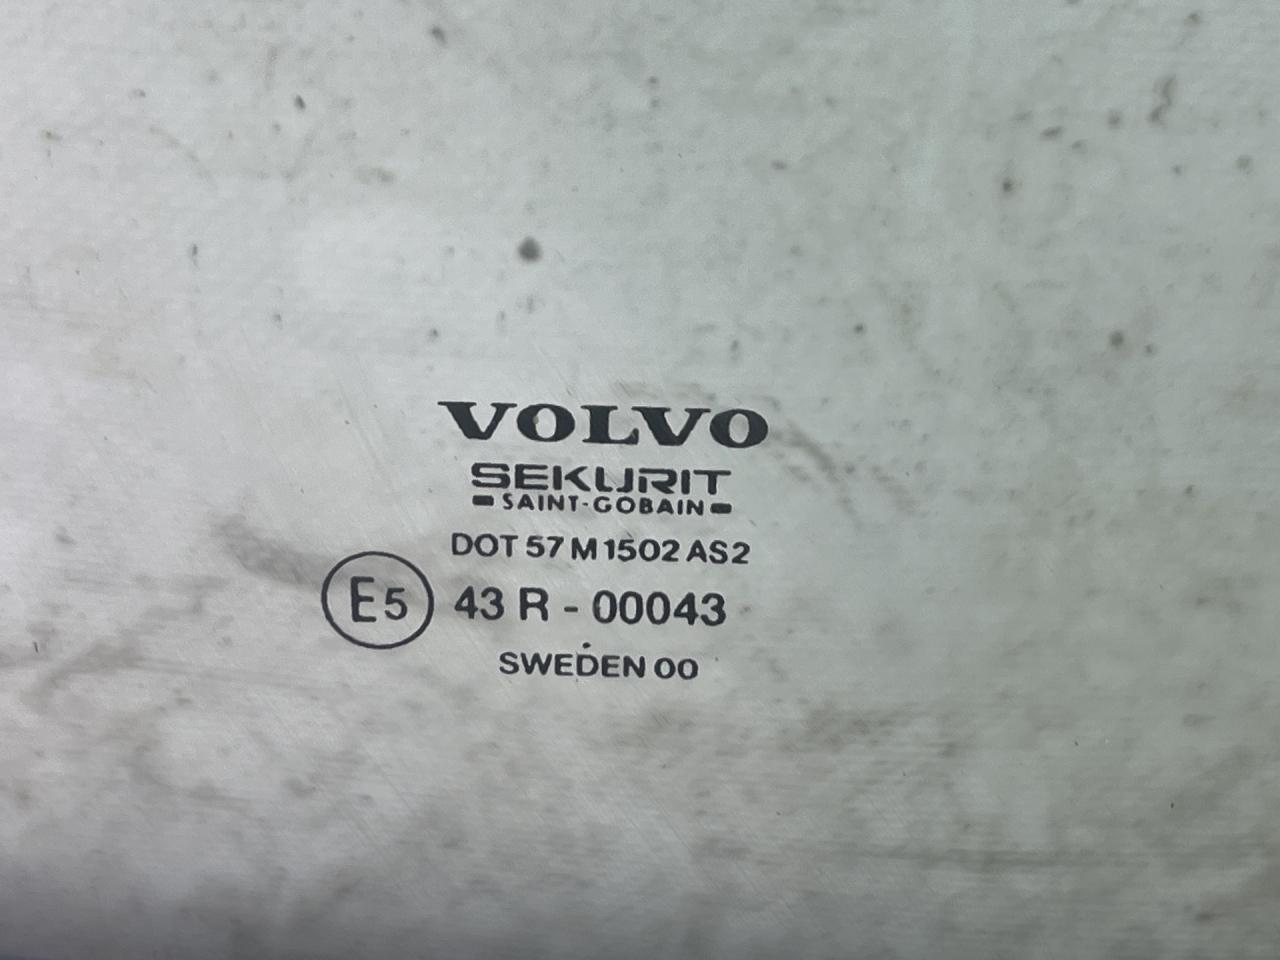 VOLVO
SEKURIT
SAINT-GOBAIN
DOT 57 M 1502 AS2
E5 43 R - 00043
SWEDEN 00